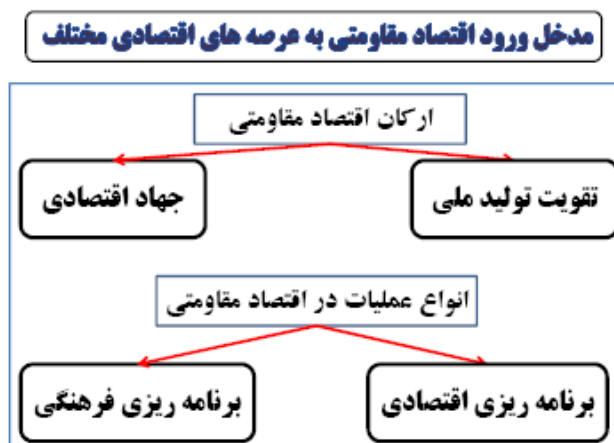 مدخل ورود اقتصاد مقاومتی به عرصه های اقتصادی مختلف
ارکان اقتصاد مقاومتی
تقویت تولید ملی
جهاد اقتصادی
انواع عملیات در اقتصاد مقاومتی
برنامه ریزی اقتصادی
برنامه ریزی فرهنگی